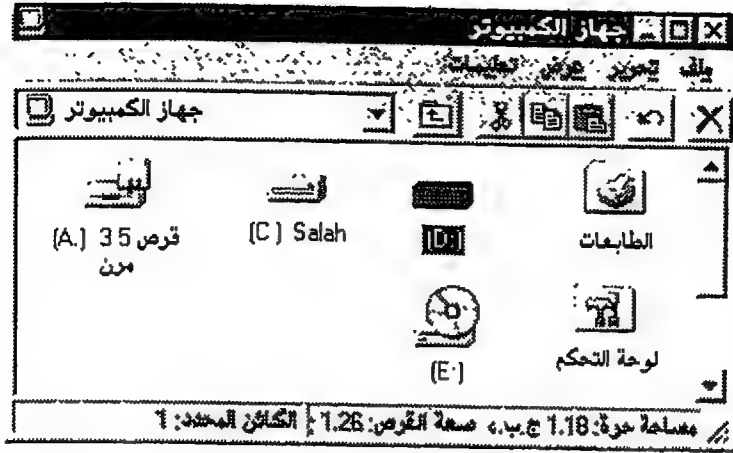 جهاز الكمبيوتر
ملف تحرير عرض تعليمات
جهاز الكمبيوتر
الطابعات
(D:)
Salah (C:)
قرص 3.5 (A:)
مرن
لوحة التحكم
(E:)
مساحة حرة: 1.18 ج.ب.، سعة القرص: 1.26 الكائن المحدد: 1